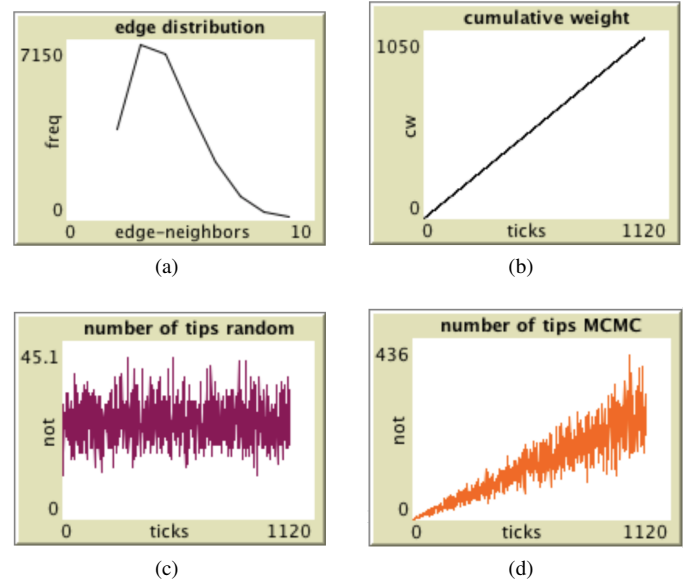 edge distribution
7150
freq
0
0 edge-neighbors 10
(a)
cumulative weight
1050
cw
0
0 ticks 1120
(b)
number of tips random
45.1
not
0
0 ticks 1120
(c)
number of tips MCMC
436
not
0
0 ticks 1120
(d)